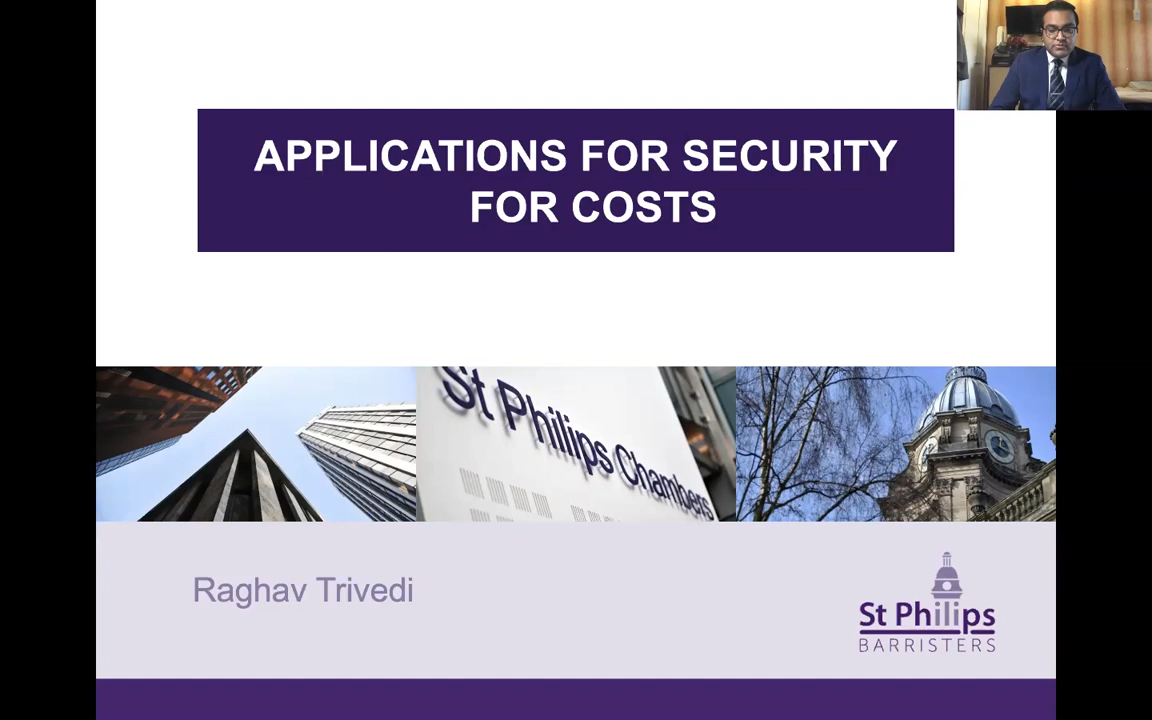 APPLICATIONS FOR SECURITY
FOR COSTS
St Philips Chambers
Raghav Trivedi
St Philips
BARRISTERS